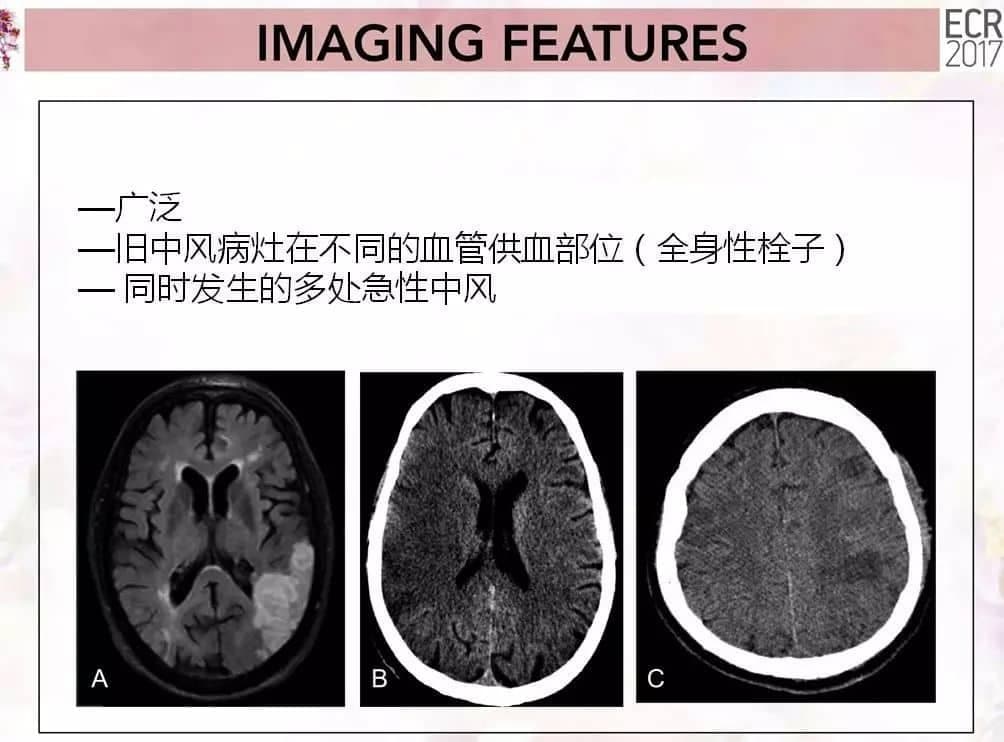 IMAGING FEATURES
ECR
2017
—广泛
—旧中风病灶在不同的血管供血部位（全身性栓子）
— 同时发生的多处急性中风
A
B
C